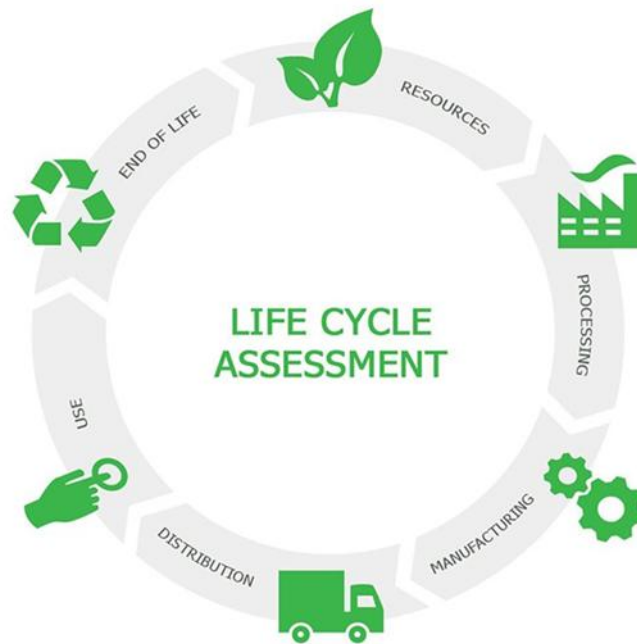 LIFE CYCLE
ASSESSMENT
RESOURCES
PROCESSING
MANUFACTURING
DISTRIBUTION
USE
END OF LIFE